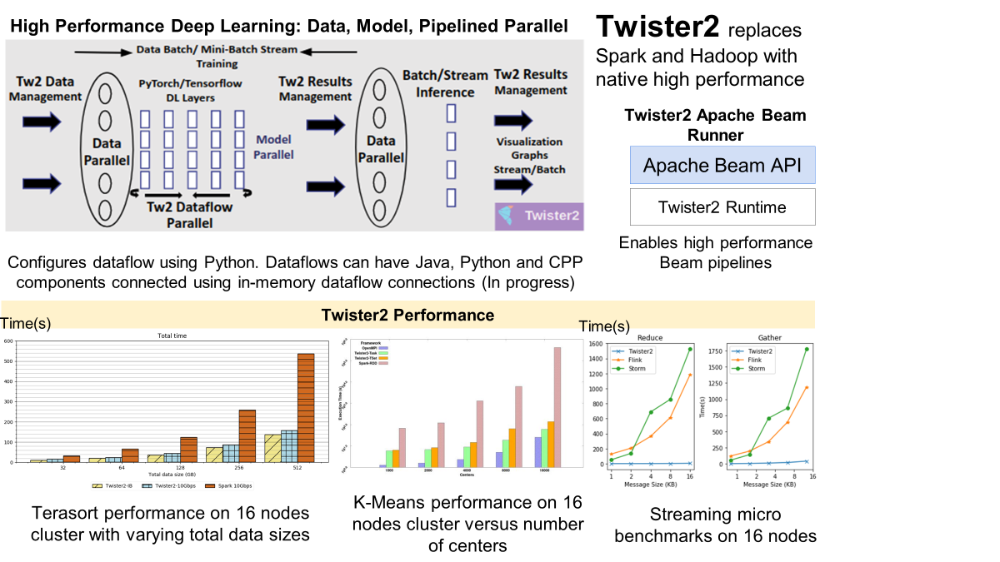 High Performance Deep Learning: Data, Model, Pipelined Parallel
Data Batch/ Mini-Batch Stream
Training
Tw2 Data
Management
PyTorch/Tensorflow
DL Layers
Tw2 Results
Management
Batch/Stream
Inference
Tw2 Results
Management
Data
Parallel
Model
Parallel
Data
Parallel
Visualization
Graphs
Stream/Batch
Tw2 Dataflow
Parallel
Twister2
Configures dataflow using Python. Dataflows can have Java, Python and CPP
components connected using in-memory dataflow connections (In progress)
Twister2 replaces
Spark and Hadoop with
native high performance
Twister2 Apache Beam
Runner
Apache Beam API
Twister2 Runtime
Enables high performance
Beam pipelines
Twister2 Performance
Time(s)
Total time
600
500
400
300
200
100
0
32
64
128
256
512
Total data size (GB)
Twister2-IB
Twister2-10Gbps
Spark 10Gbps
Terasort performance on 16 nodes
cluster with varying total data sizes
Framework
OpenMPI
Twister2-Task
Twister2-TSet
Spark-RDD
Execution Time (s)
1000
2000
4000
8000
16000
Centers
K-Means performance on 16
nodes cluster versus number
of centers
Time(s)
Reduce
Twister2
Flink
Storm
1600
1400
1200
1000
800
600
400
200
0
1
2
4
8
16
Message Size (KB)
Gather
Twister2
Flink
Storm
Time(s)
1750
1500
1250
1000
750
500
250
0
1
2
4
8
16
Message Size (KB)
Streaming micro
benchmarks on 16 nodes